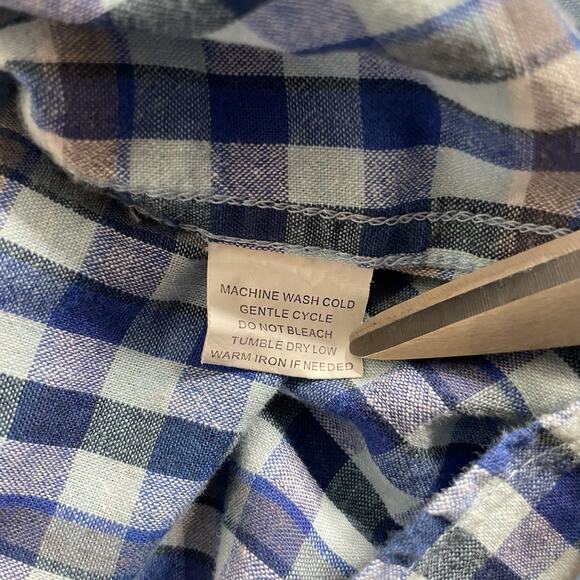 MACHINE WASH COLD
GENTLE CYCLE
DO NOT BLEACH
TUMBLE DRY LOW
WARM IRON IF NEEDED